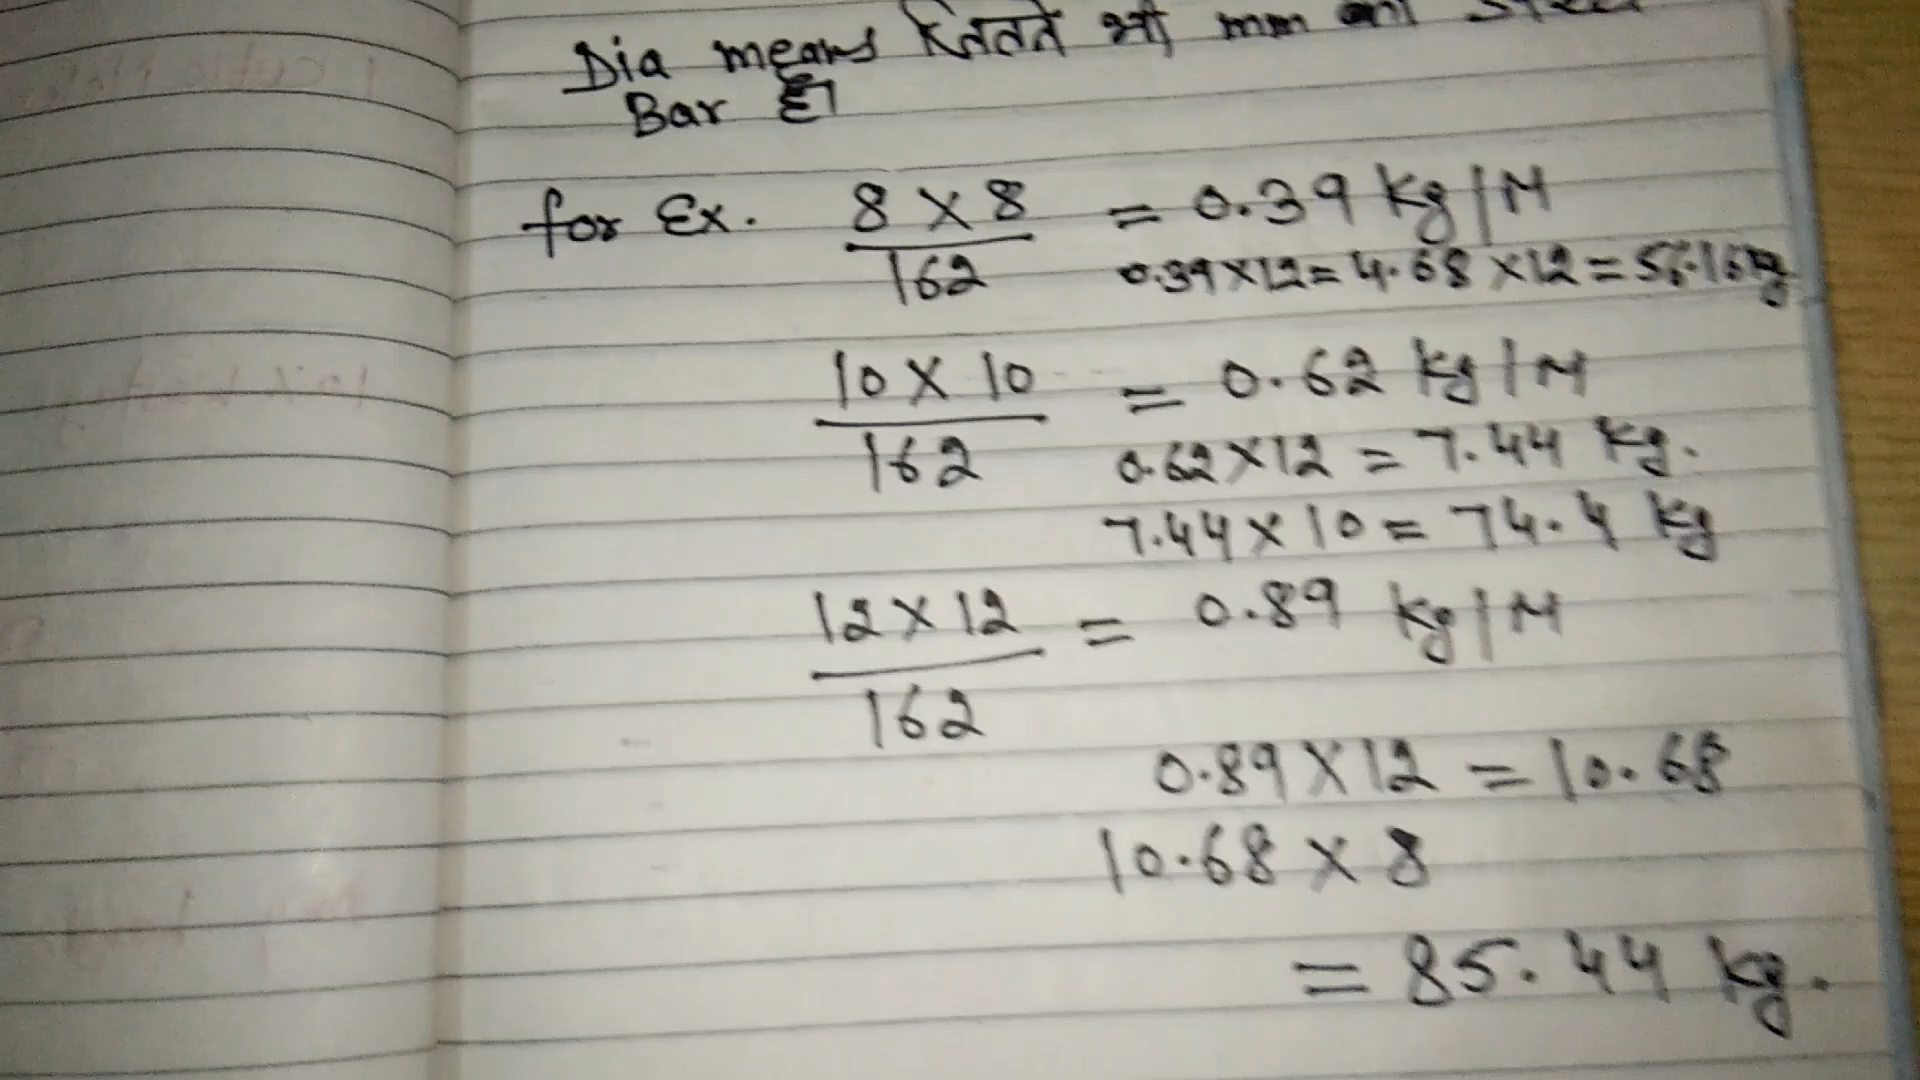 Dia means कितने भी mm का
Bar है।
for Ex. 8 X 8 / 162 = 0.39 Kg/M
0.39 X 12 = 4.68 X 12 = 56.16 Kg
10 X 10 / 162 = 0.62 Kg/M
0.62 X 12 = 7.44 Kg.
7.44 X 10 = 74.4 Kg
12 X 12 / 162 = 0.89 Kg/M
0.89 X 12 = 10.68
10.68 X 8
= 85.44 Kg.